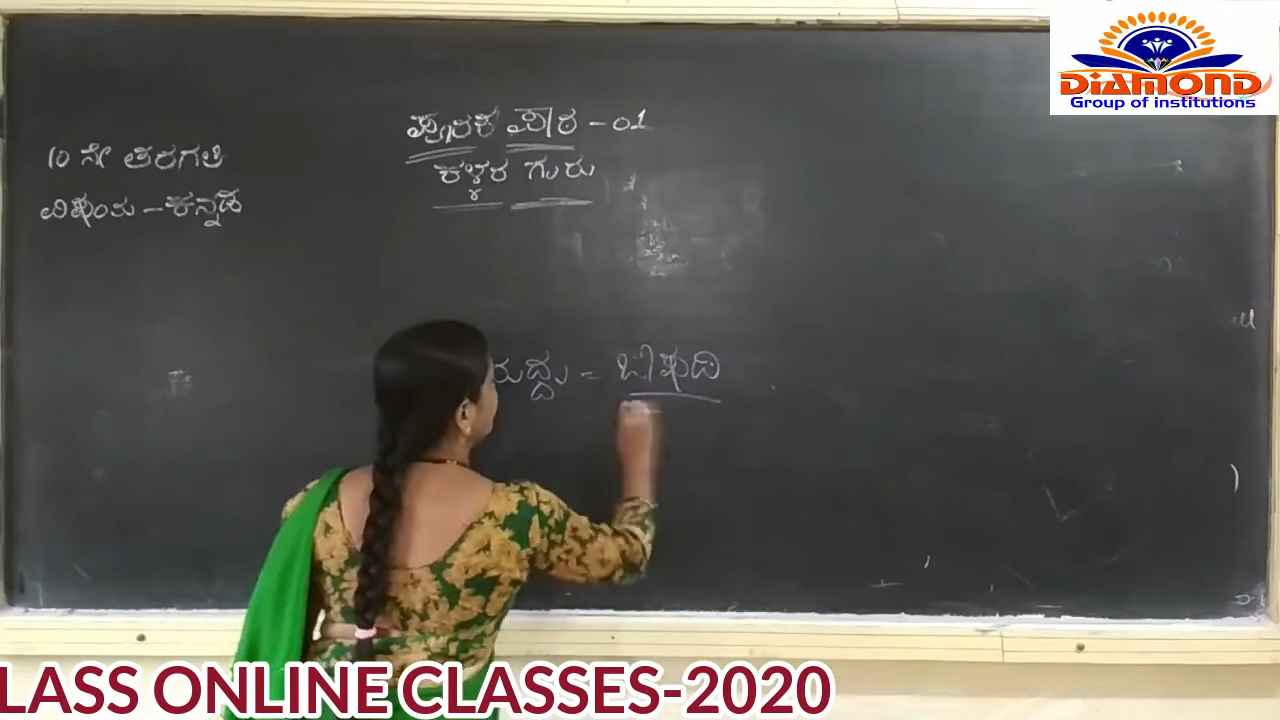 DIAMOND
Group of institutions
ಪೂರಕ ಪಾಠ - 01
ಕಳ್ಳರ ಗುರು
10 ನೇ ತರಗತಿ
ವಿಷಯ - ಕನ್ನಡ
ರುದ್ದು =
LASS ONLINE CLASSES-2020